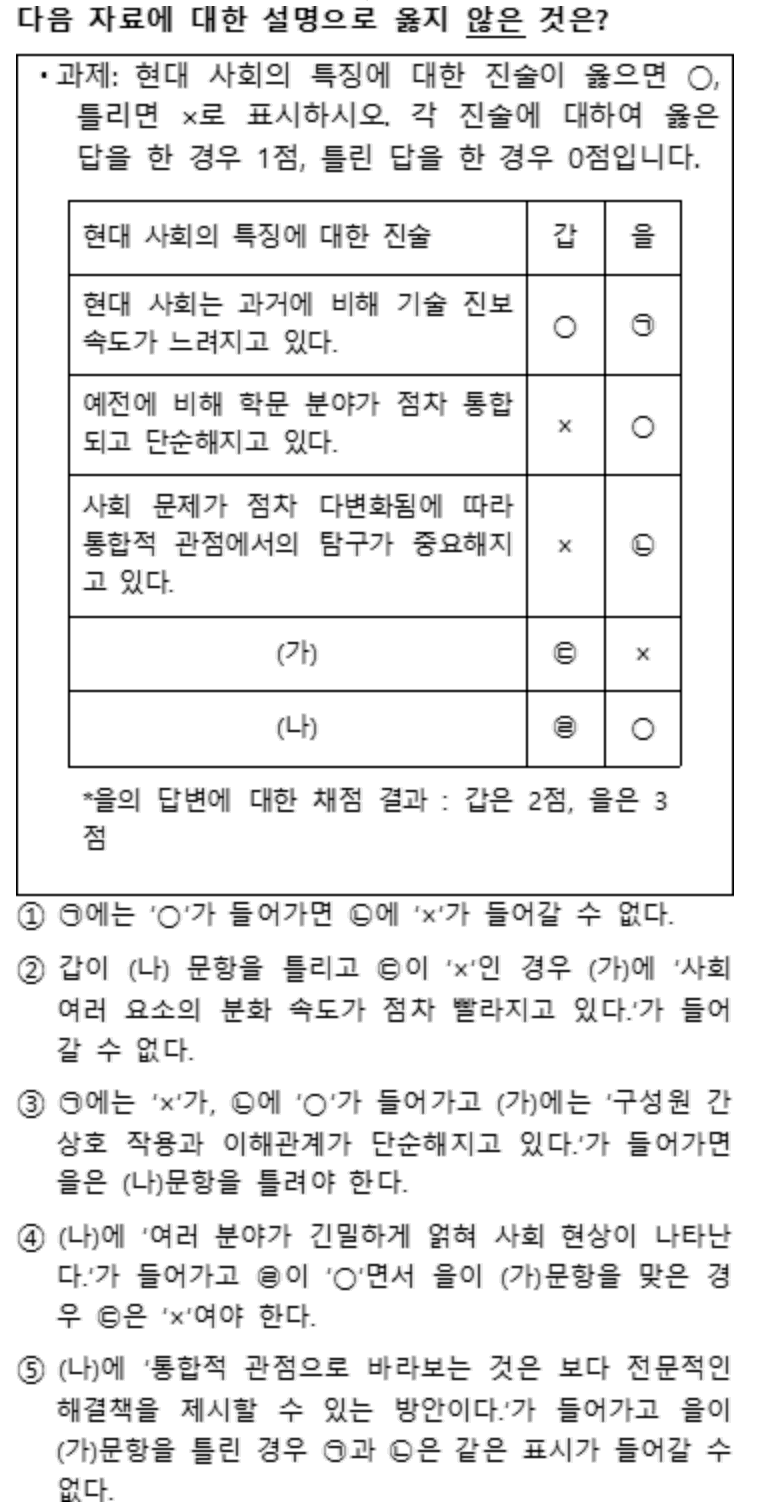 다음 자료에 대한 설명으로 옳지 않은 것은?
• 과제: 현대 사회의 특징에 대한 진술이 옳으면 ○,
틀리면 ×로 표시하시오. 각 진술에 대하여 옳은
답을 한 경우 1점, 틀린 답을 한 경우 0점입니다.
현대 사회의 특징에 대한 진술 갑 을
현대 사회는 과거에 비해 기술 진보
속도가 느려지고 있다. ○ ㉠
예전에 비해 학문 분야가 점차 통합
되고 단순해지고 있다. × ○
사회 문제가 점차 다변화됨에 따라
통합적 관점에서의 탐구가 중요해지 × ㉡
고 있다.
(가) ㉢ ×
(나) ㉣ ○
*을의 답변에 대한 채점 결과 : 갑은 2점, 을은 3
점
① ㉠에는 ‘○’가 들어가면 ㉡에 ‘×’가 들어갈 수 없다.
② 갑이 (나) 문항을 틀리고 ㉢이 ‘×’인 경우 (가)에 ‘사회
여러 요소의 분화 속도가 점차 빨라지고 있다.’가 들어
갈 수 없다.
③ ㉠에는 ‘×’가, ㉡에 ‘○’가 들어가고 (가)에는 ‘구성원 간
상호 작용과 이해관계가 단순해지고 있다.‘가 들어가면
을은 (나)문항을 틀려야 한다.
④ (나)에 ‘여러 분야가 긴밀하게 얽혀 사회 현상이 나타난
다.‘가 들어가고 ㉣이 ‘○‘면서 을이 (가)문항을 맞은 경
우 ㉢은 ‘×‘여야 한다.
⑤ (나)에 ‘통합적 관점으로 바라보는 것은 보다 전문적인
해결책을 제시할 수 있는 방안이다.‘가 들어가고 을이
(가)문항을 틀린 경우 ㉠과 ㉡은 같은 표시가 들어갈 수
없다.